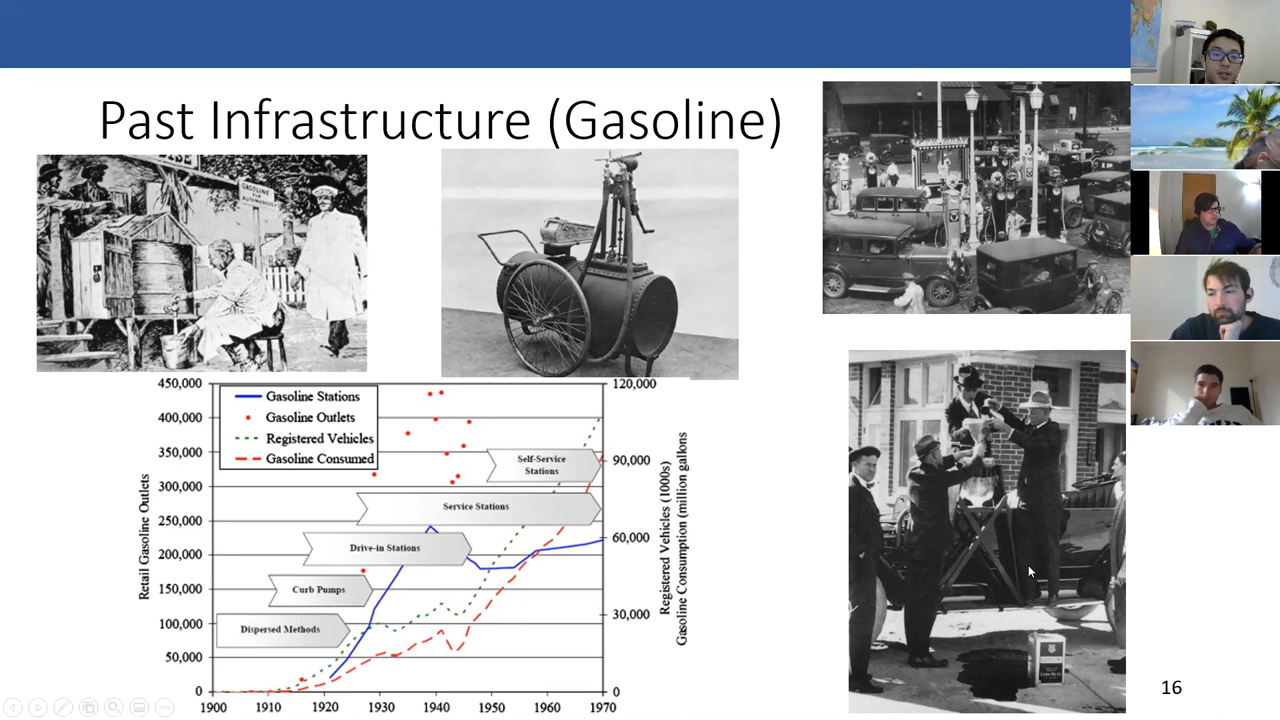 Past Infrastructure (Gasoline)
GASOLINE
FOR
AUTOMOBILES
450,000
400,000
350,000
300,000
250,000
200,000
150,000
100,000
50,000
0
Retail Gasoline Outlets
Gasoline Stations
Gasoline Outlets
Registered Vehicles
Gasoline Consumed
Self-Service
Stations
Service Stations
Drive-in Stations
Curb Pumps
Dispersed Methods
120,000
90,000
60,000
30,000
0
Registered Vehicles (1000s)
Gasoline Consumption (million gallons
1900
1910
1920
1930
1940
1950
1960
1970
16